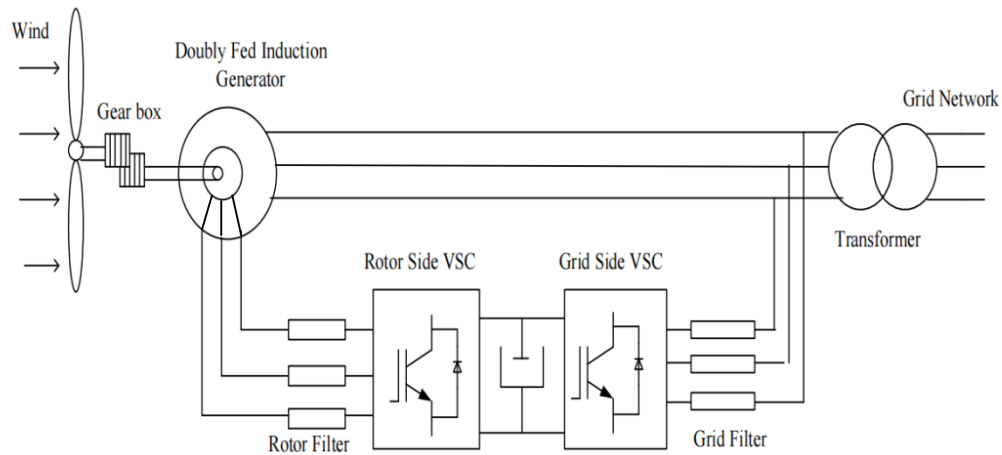 Wind
Doubly Fed Induction
Generator
Gear box
Grid Network
Transformer
Rotor Side VSC
Grid Side VSC
Rotor Filter
Grid Filter